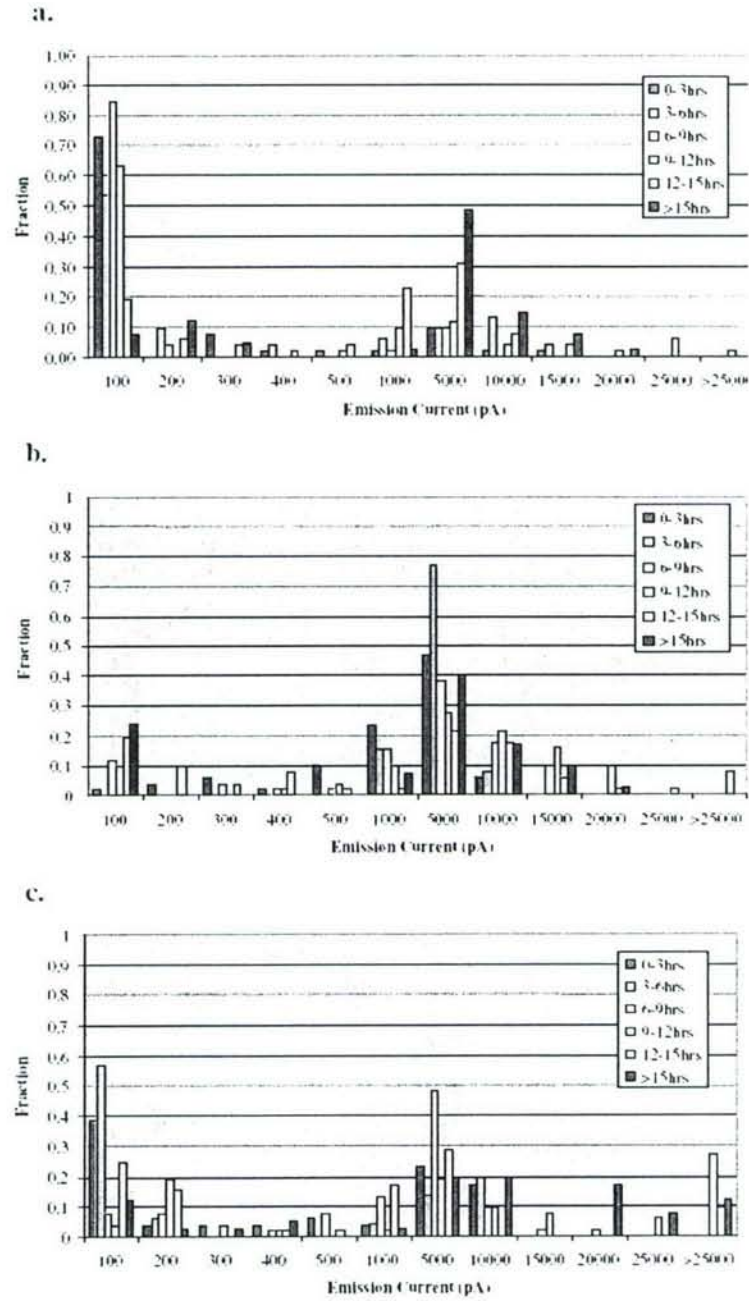 a.
1.00
0.90
0.80
0.70
0.60
0.50
0.40
0.30
0.20
0.10
0.00
Fraction
0-3hrs
3-6hrs
6-9hrs
9-12hrs
12-15hrs
>15hrs
100 200 300 400 500 1000 5000 10000 15000 20000 25000 >25000
Emission Current (pA)
b.
1
0.9
0.8
0.7
0.6
0.5
0.4
0.3
0.2
0.1
0
Fraction
0-3hrs
3-6hrs
6-9hrs
9-12hrs
12-15hrs
>15hrs
100 200 300 400 500 1000 5000 10000 15000 20000 25000 >25000
Emission Current (pA)
c.
1
0.9
0.8
0.7
0.6
0.5
0.4
0.3
0.2
0.1
0
Fraction
0-3hrs
3-6hrs
6-9hrs
9-12hrs
12-15hrs
>15hrs
100 200 300 400 500 1000 5000 10000 15000 20000 25000 >25000
Emission Current (pA)